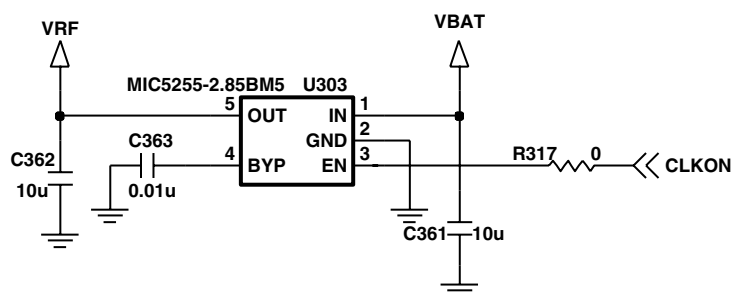 VRF
VBAT
MIC5255-2.85BM5 U303
5 OUT IN 1
GND 2
4 BYP EN 3
C363
0.01u
C362
10u
R317 0
CLKON
C361 10u